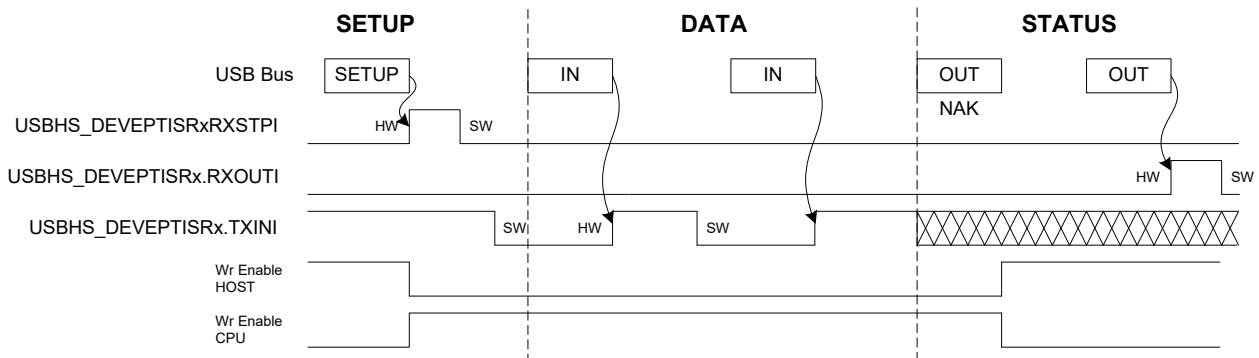 SETUP DATA STATUS
USB Bus SETUP IN IN OUT OUT
NAK
USBHS_DEVEPTISRxRXSTPI HW SW
USBHS_DEVEPTISRx.RXOUTI HW SW
USBHS_DEVEPTISRx.TXINI SW HW SW
Wr Enable
HOST
Wr Enable
CPU